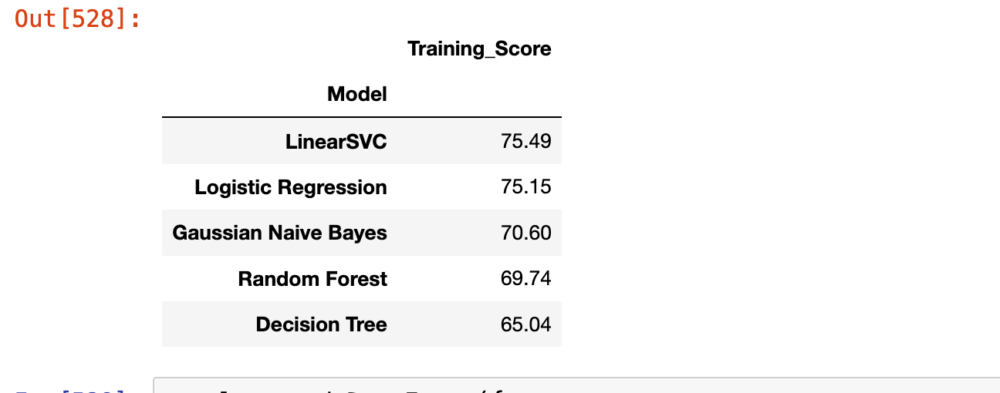 Out[528]:
Training_Score
Model
LinearSVC 75.49
Logistic Regression 75.15
Gaussian Naive Bayes 70.60
Random Forest 69.74
Decision Tree 65.04